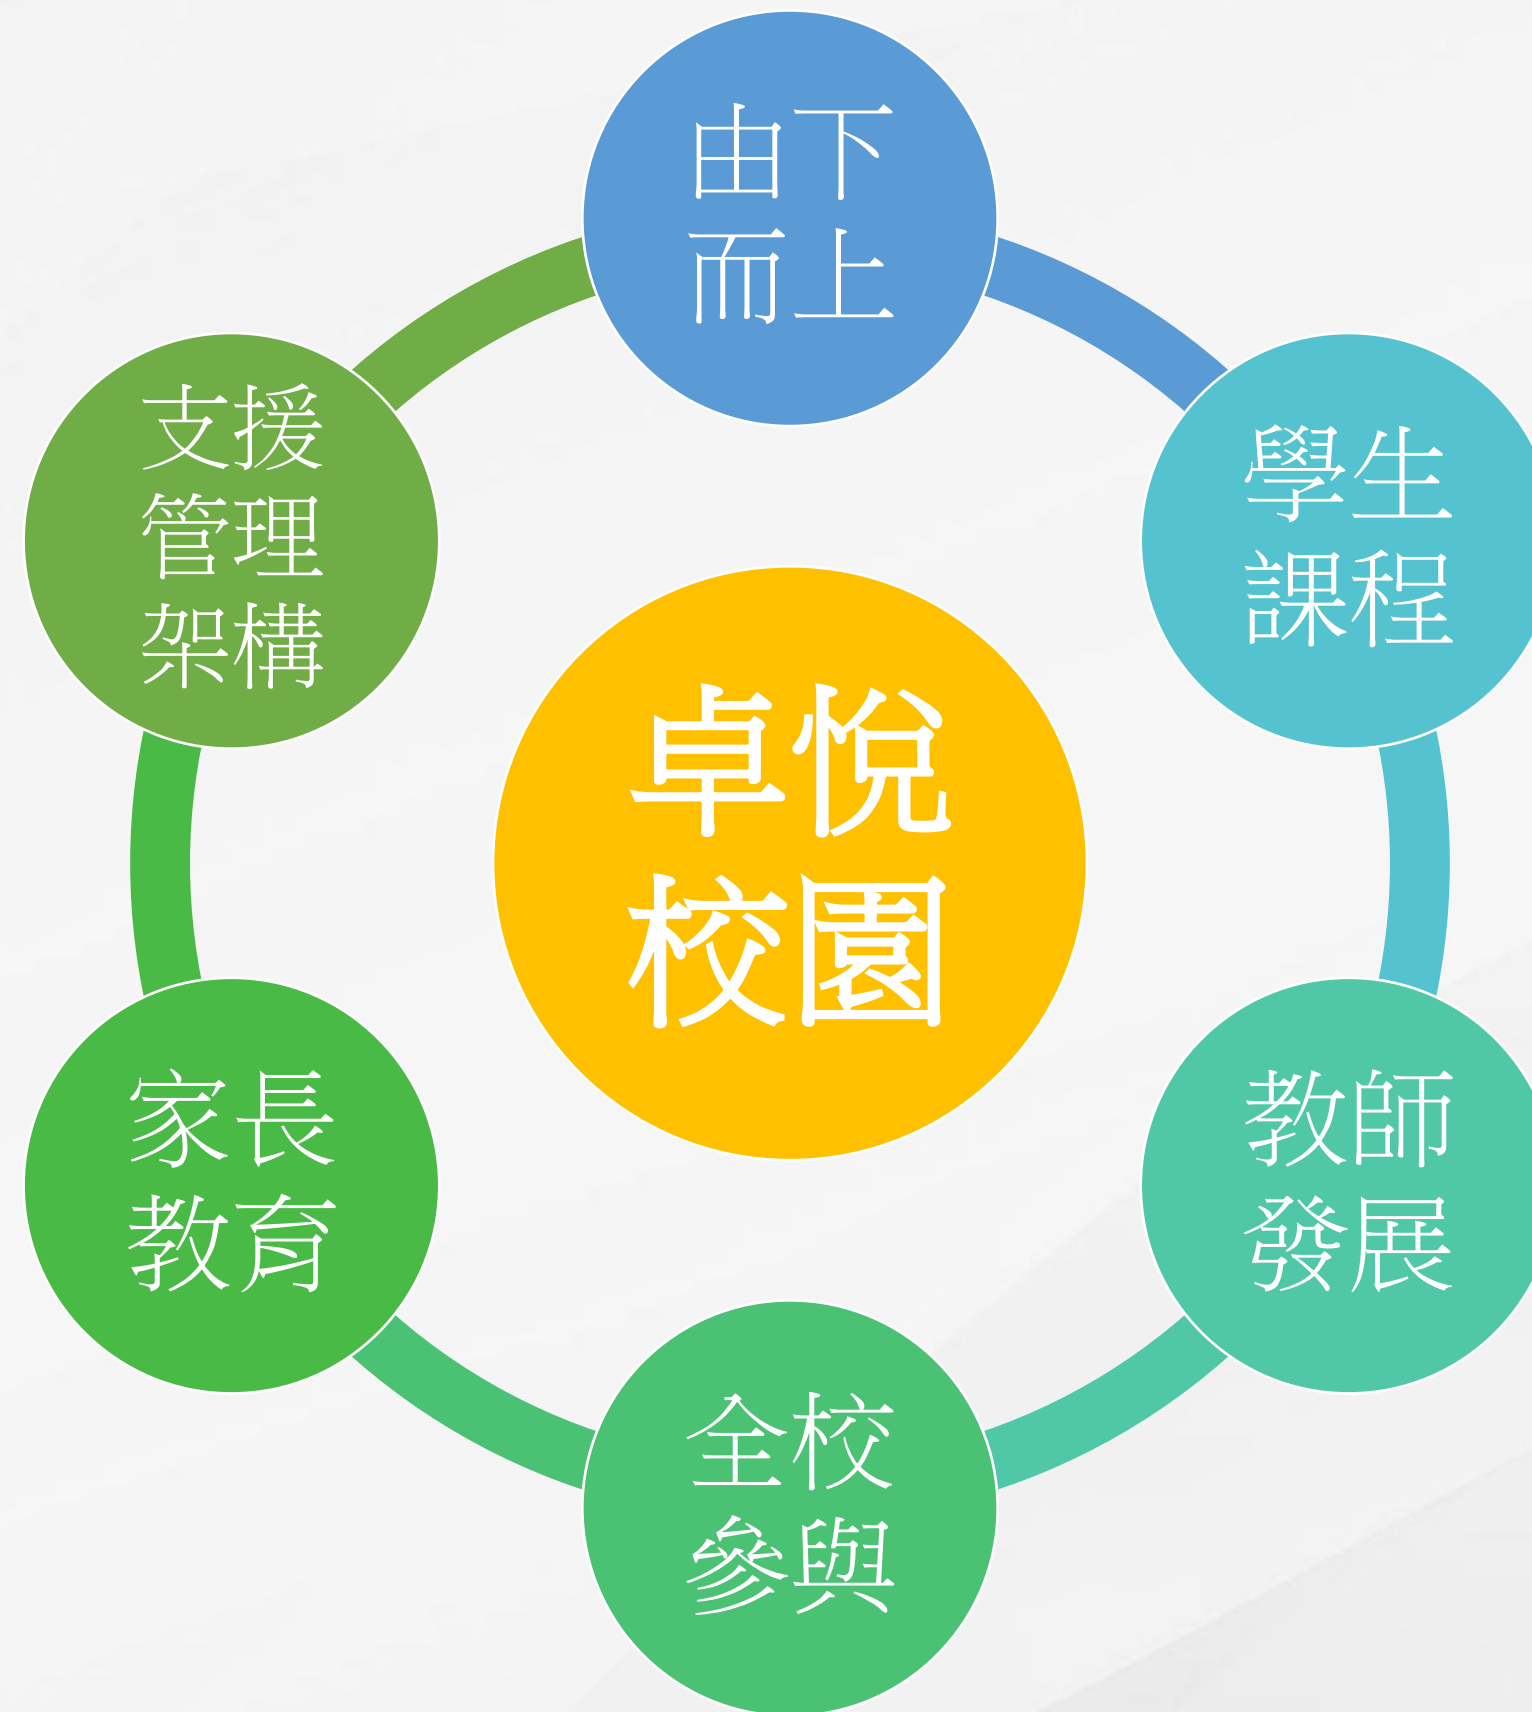 由下
而上
學生
課程
教師
發展
全校
參與
家長
教育
支援
管理
架構
卓悅
校園